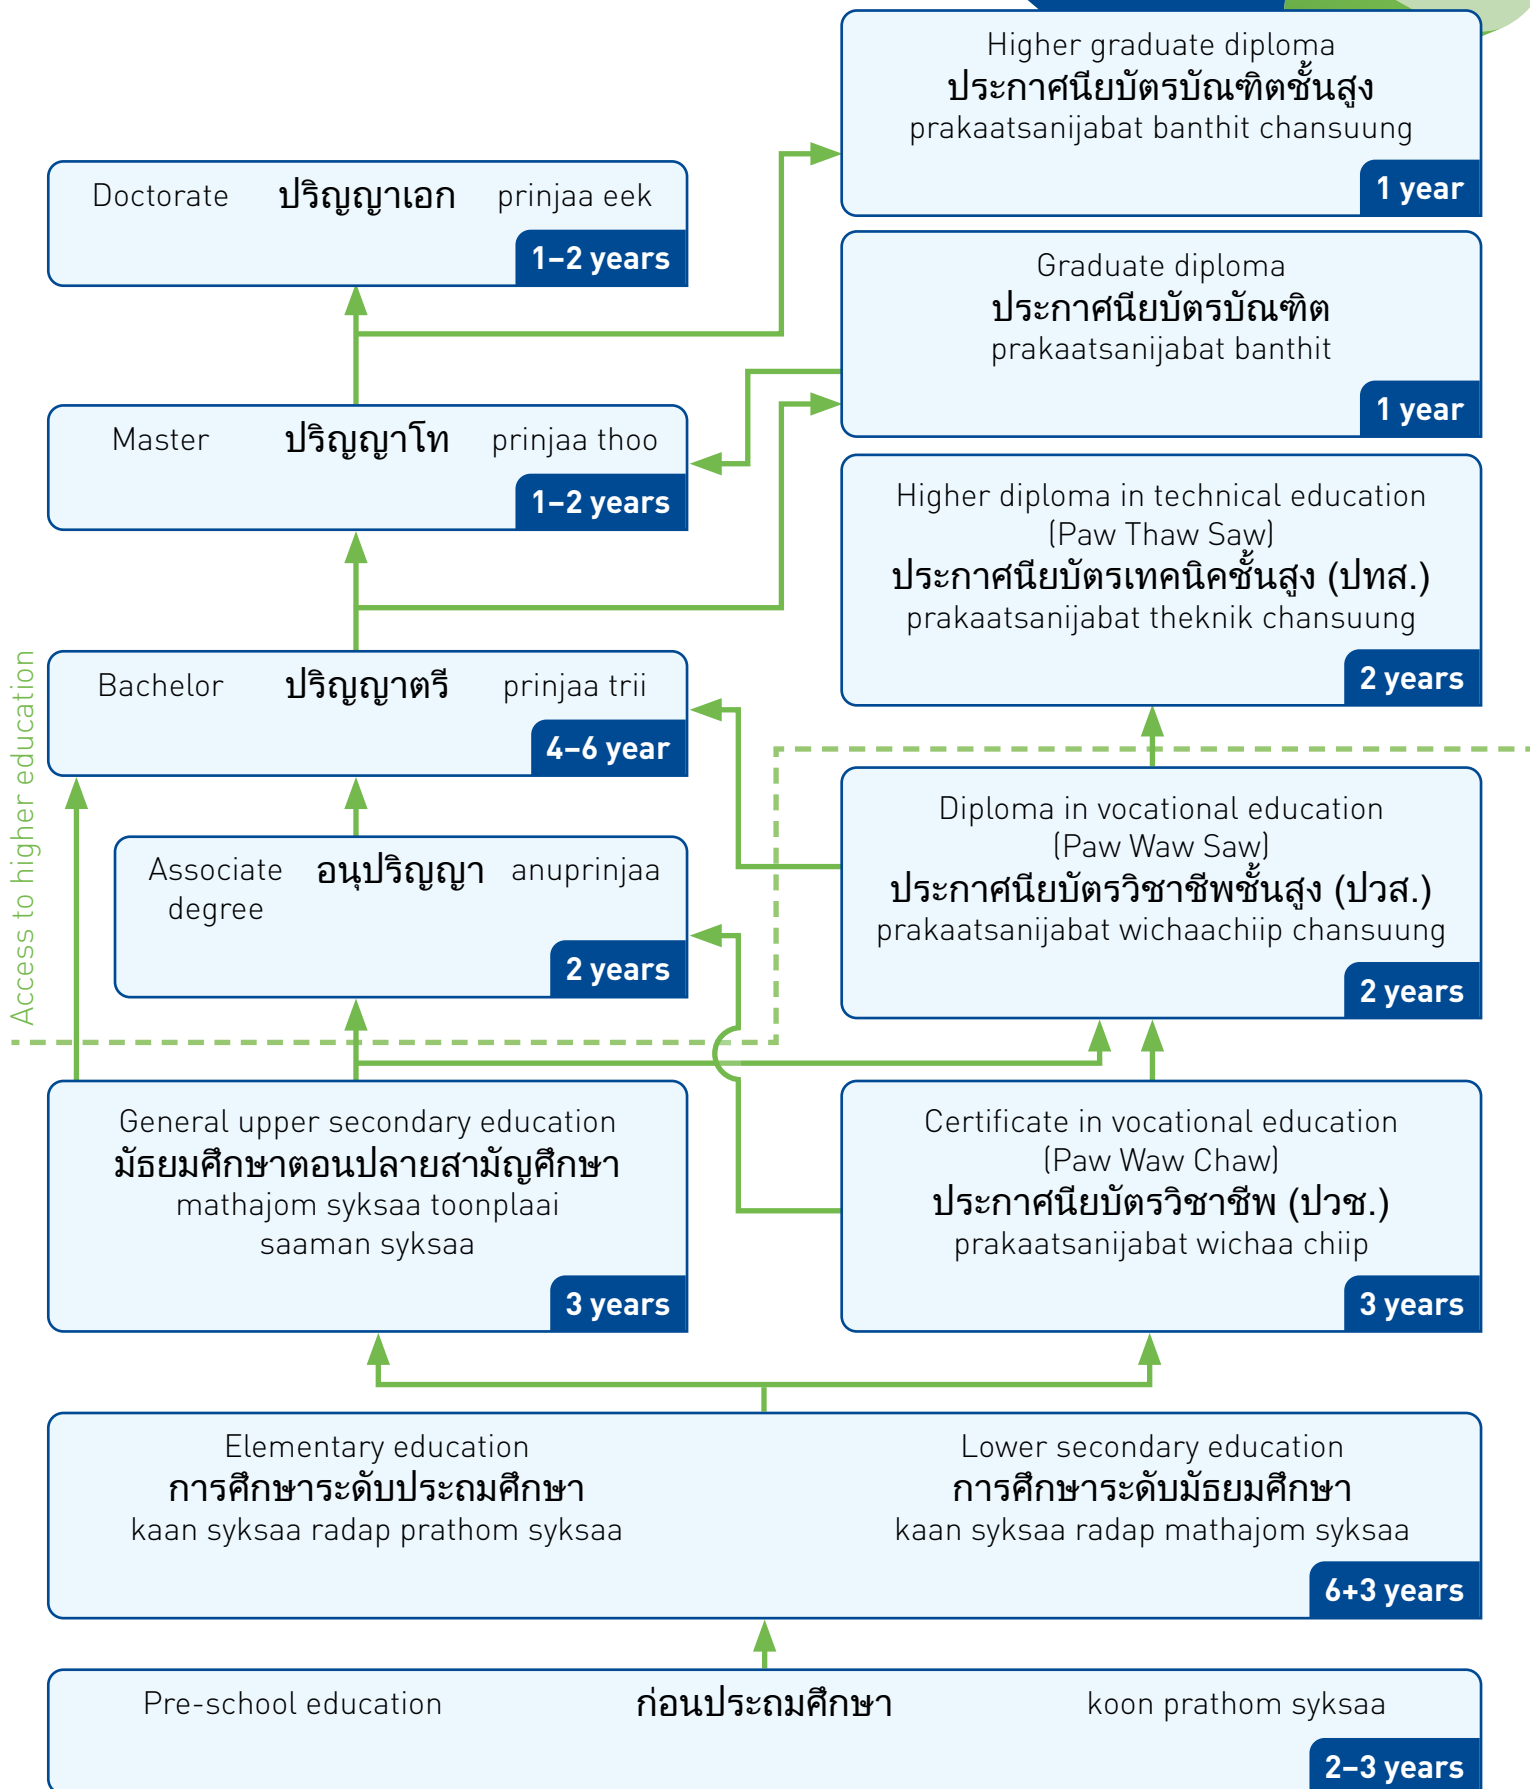 Higher graduate diploma
ประกาศนียบัตรบัณฑิตชั้นสูง
prakaatsanijabat banthit chansuung
1 year
Doctorate ปริญญาเอก prinjaa eek
1–2 years
Graduate diploma
ประกาศนียบัตรบัณฑิต
prakaatsanijabat banthit
1 year
Master ปริญญาโท prinjaa thoo
1–2 years
Higher diploma in technical education
(Paw Thaw Saw)
ประกาศนียบัตรเทคนิคชั้นสูง (ปทส.)
prakaatsanijabat theknik chansuung
2 years
Bachelor ปริญญาตรี prinjaa trii
4–6 year
Access to higher education
Diploma in vocational education
(Paw Waw Saw)
ประกาศนียบัตรวิชาชีพชั้นสูง (ปวส.)
prakaatsanijabat wichaachiip chansuung
2 years
Associate อนุปริญญา anuprinjaa
degree
2 years
General upper secondary education
มัธยมศึกษาตอนปลายสามัญศึกษา
mathajom syksaa toonplaai
saaman syksaa
3 years
Certificate in vocational education
(Paw Waw Chaw)
ประกาศนียบัตรวิชาชีพ (ปวช.)
prakaatsanijabat wichaa chiip
3 years
Elementary education
การศึกษาระดับประถมศึกษา
kaan syksaa radap prathom syksaa
Lower secondary education
การศึกษาระดับมัธยมศึกษา
kaan syksaa radap mathajom syksaa
6+3 years
Pre-school education ก่อนประถมศึกษา koon prathom syksaa
2–3 years